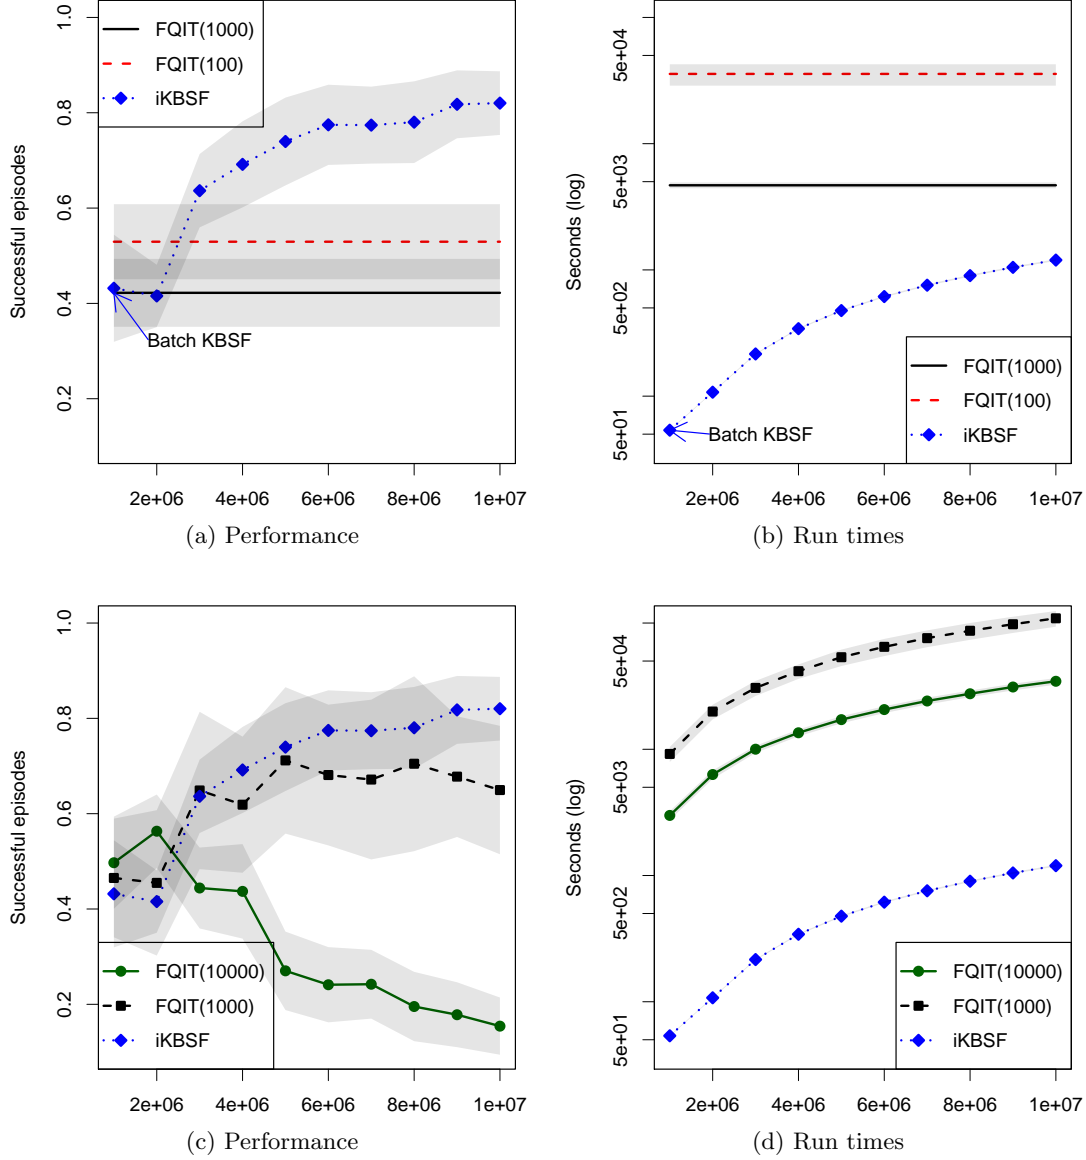 FQIT(1000)
FQIT(100)
iKBSF
Batch KBSF
Successful episodes
0.2 0.4 0.6 0.8 1.0
2e+06 4e+06 6e+06 8e+06 1e+07
(a) Performance
Batch KBSF
FQIT(1000)
FQIT(100)
iKBSF
Seconds (log)
5e+01 5e+02 5e+03 5e+04
2e+06 4e+06 6e+06 8e+06 1e+07
(b) Run times
FQIT(10000)
FQIT(1000)
iKBSF
Successful episodes
0.2 0.4 0.6 0.8 1.0
2e+06 4e+06 6e+06 8e+06 1e+07
(c) Performance
FQIT(10000)
FQIT(1000)
iKBSF
Seconds (log)
5e+01 5e+02 5e+03 5e+04
2e+06 4e+06 6e+06 8e+06 1e+07
(d) Run times